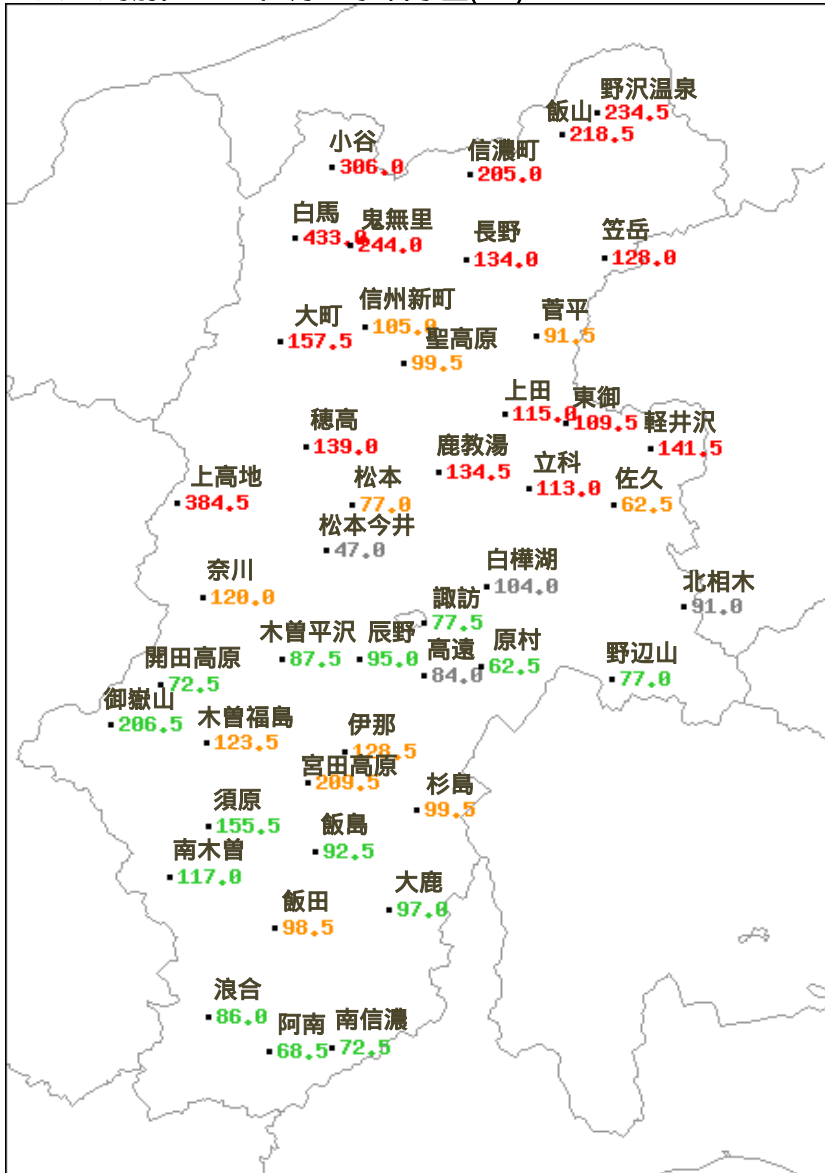 野沢温泉
234.5
飯山
218.5
小谷
306.0
信濃町
205.0
白馬
433.0
鬼無里
244.0
長野
134.0
笠岳
128.0
信州新町
105.0
大町
157.5
菅平
91.5
聖高原
99.5
上田
115.0
東御
109.5
穂高
139.0
軽井沢
141.5
鹿教湯
134.5
立科
113.0
上高地
384.5
松本
77.0
佐久
62.5
松本今井
47.0
白樺湖
104.0
奈川
120.0
北相木
91.0
諏訪
77.5
木曽平沢
87.5
辰野
95.0
高遠
84.0
原村
62.5
野辺山
77.0
開田高原
72.5
御嶽山
206.5
木曽福島
123.5
伊那
128.5
宮田高原
209.5
杉島
99.5
須原
155.5
飯島
92.5
南木曽
117.0
大鹿
97.0
飯田
98.5
浪合
86.0
阿南
68.5
南信濃
72.5